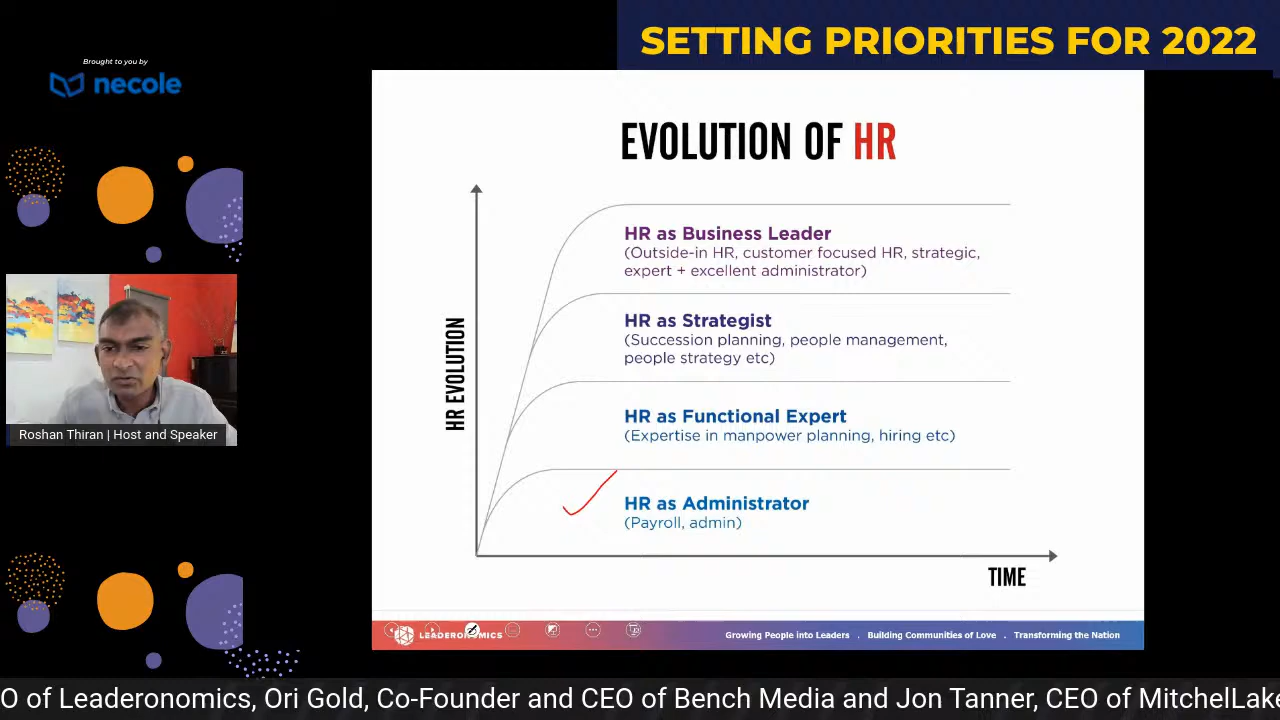 SETTING PRIORITIES FOR 2022
Brought to you by
necole
EVOLUTION OF HR
HR as Business Leader
(Outside-in HR, customer focused HR, strategic,
expert + excellent administrator)
HR as Strategist
(Succession planning, people management,
people strategy etc)
HR as Functional Expert
(Expertise in manpower planning, hiring etc)
HR as Administrator
(Payroll, admin)
HR EVOLUTION
TIME
Roshan Thiran | Host and Speaker
LEADERONOMICS
Growing People into Leaders . Building Communities of Love . Transforming the Nation
O of Leaderonomics, Ori Gold, Co-Founder and CEO of Bench Media and Jon Tanner, CEO of MitchelLake